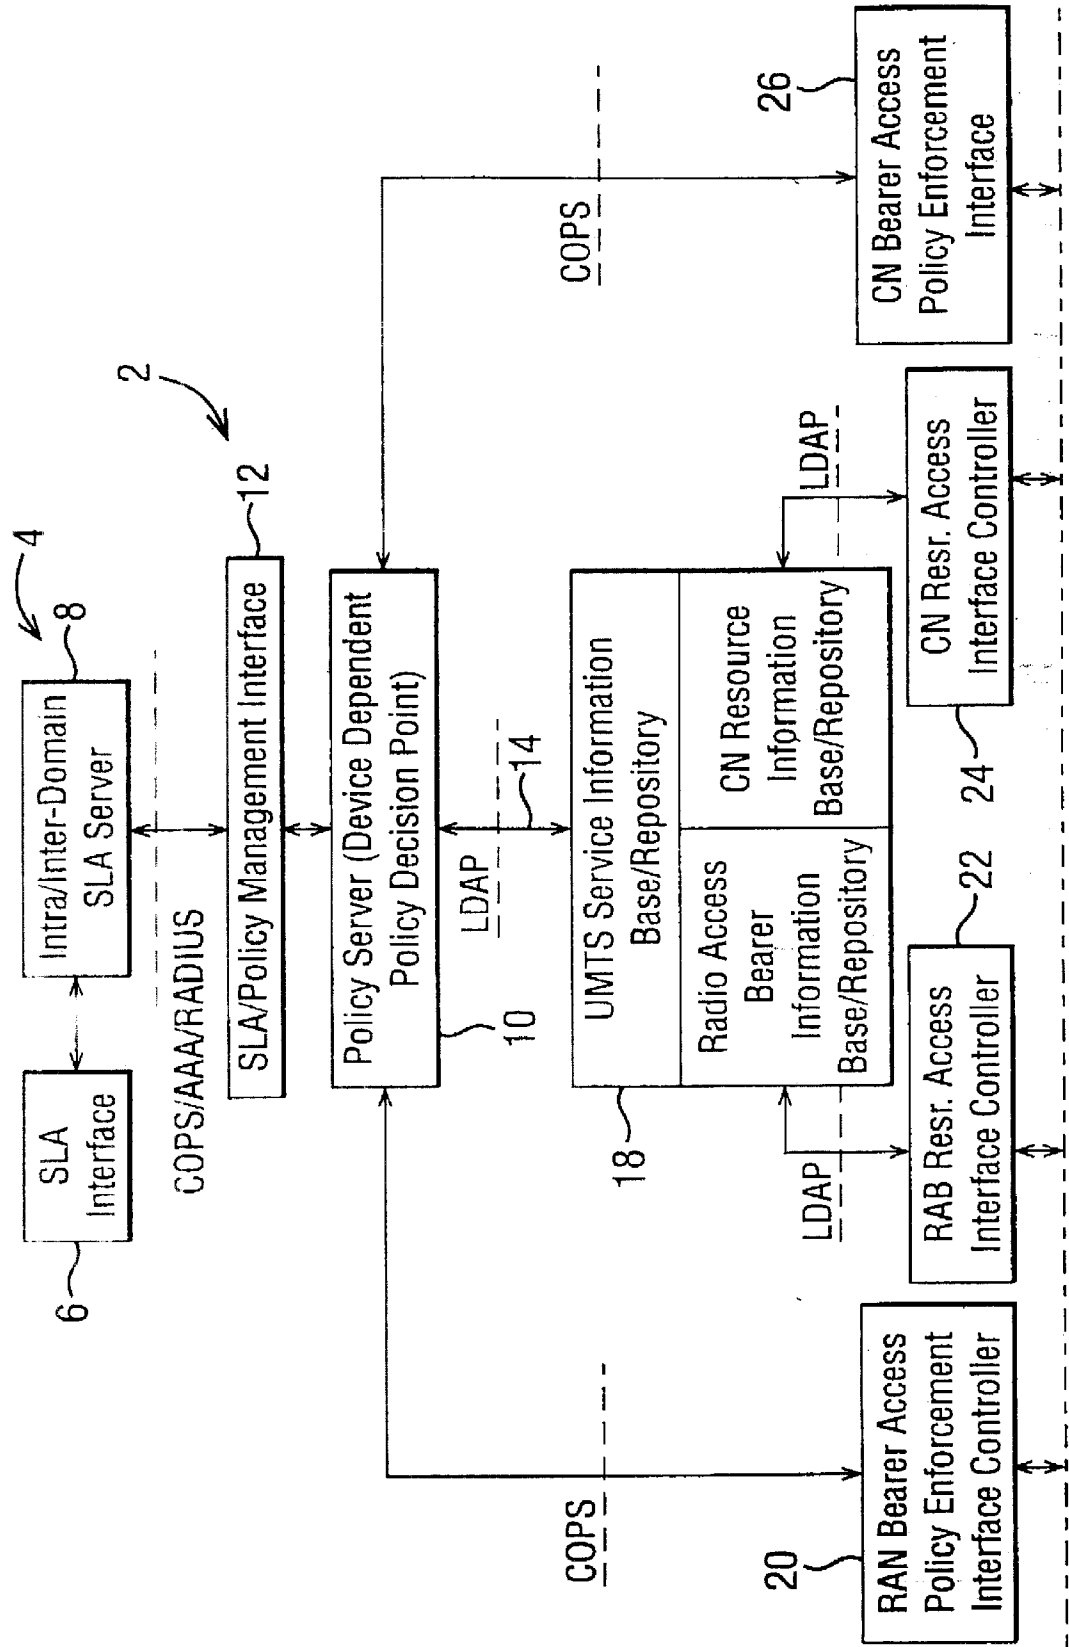 4
SLA
Interface
6
Intra/Inter-Domain
SLA Server
8
COPS/AAA/RADIUS
2
SLA/Policy Management Interface
12
Policy Server (Device Dependent
Policy Decision Point)
10
LDAP
14
COPS
COPS
UMTS Service Information
Base/Repository
18
Radio Access
Bearer
Information
Base/Repository
CN Resource
Information
Base/Repository
LDAP
LDAP
RAN Bearer Access
Policy Enforcement
Interface Controller
20
RAB Resr. Access
Interface Controller
22
CN Resr. Access
Interface Controller
24
CN Bearer Access
Policy Enforcement
Interface
26